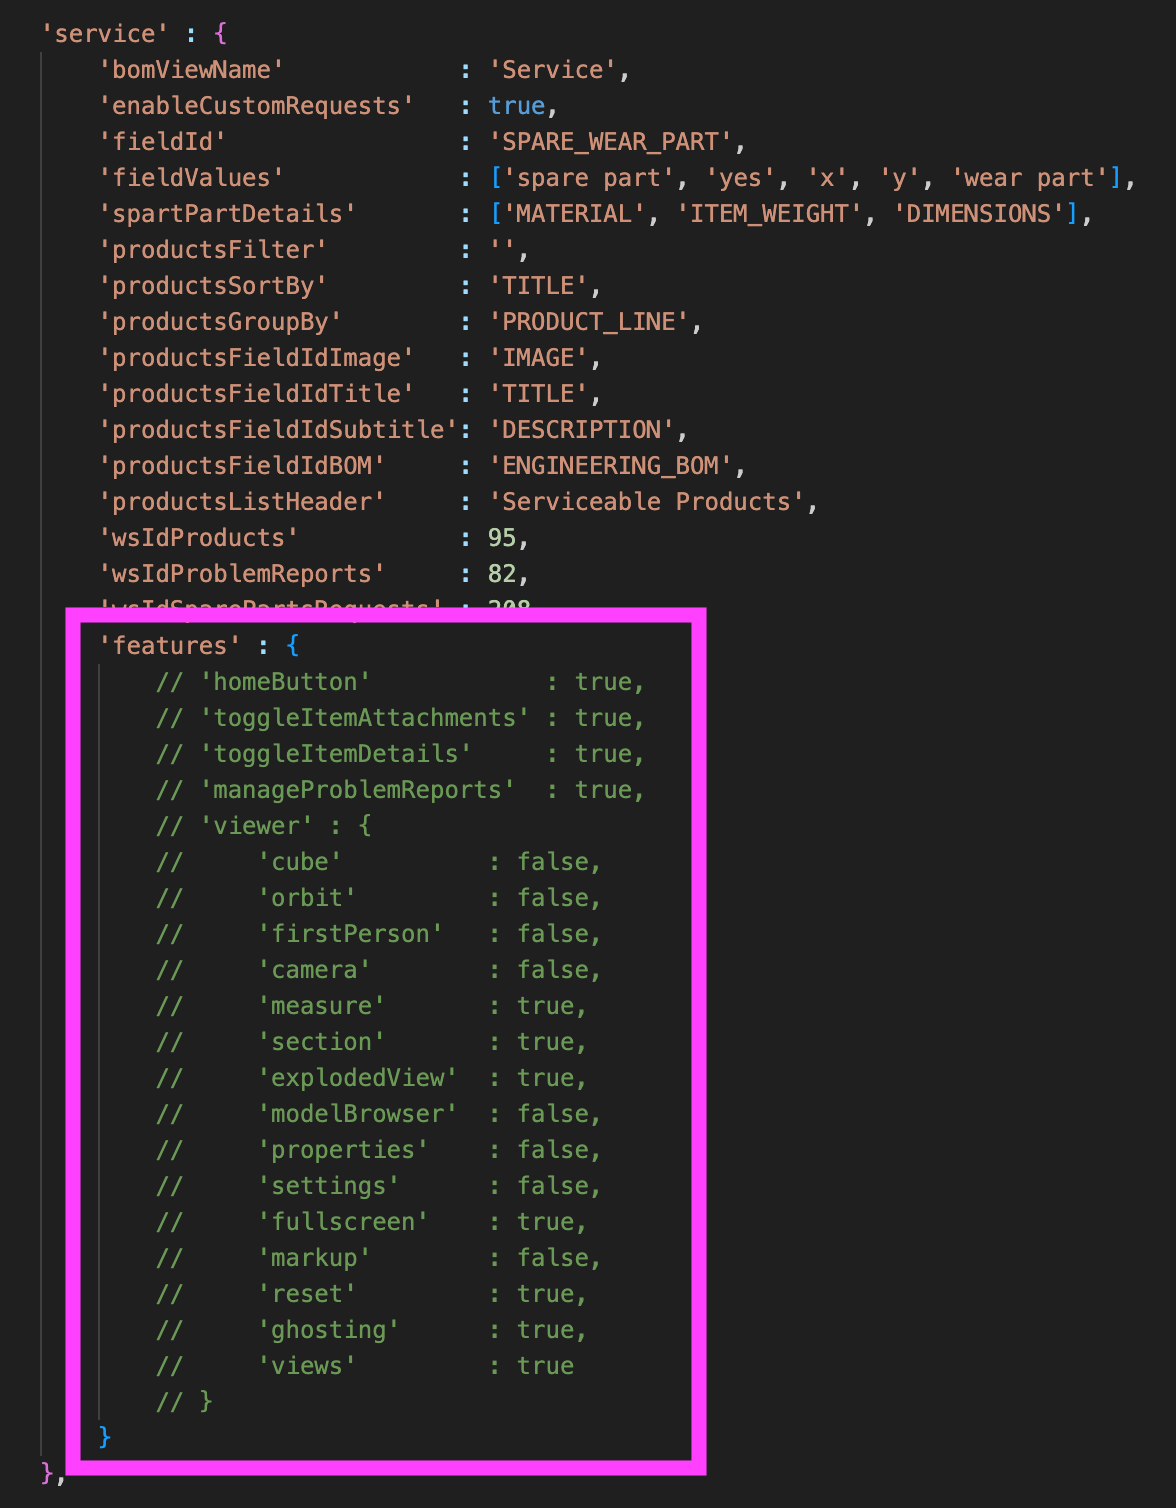 'service' : {
'bomViewName' : 'Service',
'enableCustomRequests' : true,
'fieldId' : 'SPARE_WEAR_PART',
'fieldValues' : ['spare part', 'yes', 'x', 'y', 'wear part'],
'spartPartDetails' : ['MATERIAL', 'ITEM_WEIGHT', 'DIMENSIONS'],
'productsFilter' : '',
'productsSortBy' : 'TITLE',
'productsGroupBy' : 'PRODUCT_LINE',
'productsFieldIdImage' : 'IMAGE',
'productsFieldIdTitle' : 'TITLE',
'productsFieldIdSubtitle': 'DESCRIPTION',
'productsFieldIdBOM' : 'ENGINEERING_BOM',
'productsListHeader' : 'Serviceable Products',
'wsIdProducts' : 95,
'wsIdProblemReports' : 82,
'wsIdSparePartsRequests' :
'features' : {
// 'homeButton' : true,
// 'toggleItemAttachments' : true,
// 'toggleItemDetails' : true,
// 'manageProblemReports' : true,
// 'viewer' : {
// 'cube' : false,
// 'orbit' : false,
// 'firstPerson' : false,
// 'camera' : false,
// 'measure' : true,
// 'section' : true,
// 'explodedView' : true,
// 'modelBrowser' : false,
// 'properties' : false,
// 'settings' : false,
// 'fullscreen' : true,
// 'markup' : false,
// 'reset' : true,
// 'ghosting' : true,
// 'views' : true
// }
}
},